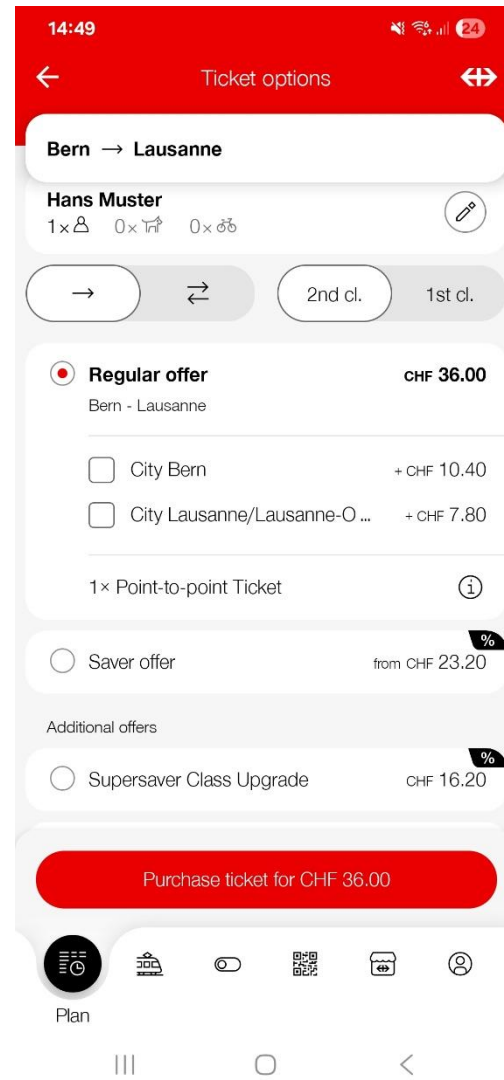 14:49 24
Ticket options
Bern → Lausanne
Hans Muster
1× 0× 0×
→ ⇄ 2nd cl. 1st cl.
Regular offer CHF 36.00
Bern - Lausanne
City Bern + CHF 10.40
City Lausanne/Lausanne-O ... + CHF 7.80
1× Point-to-point Ticket
%
Saver offer from CHF 23.20
Additional offers
%
Supersaver Class Upgrade CHF 16.20
Purchase ticket for CHF 36.00
Plan